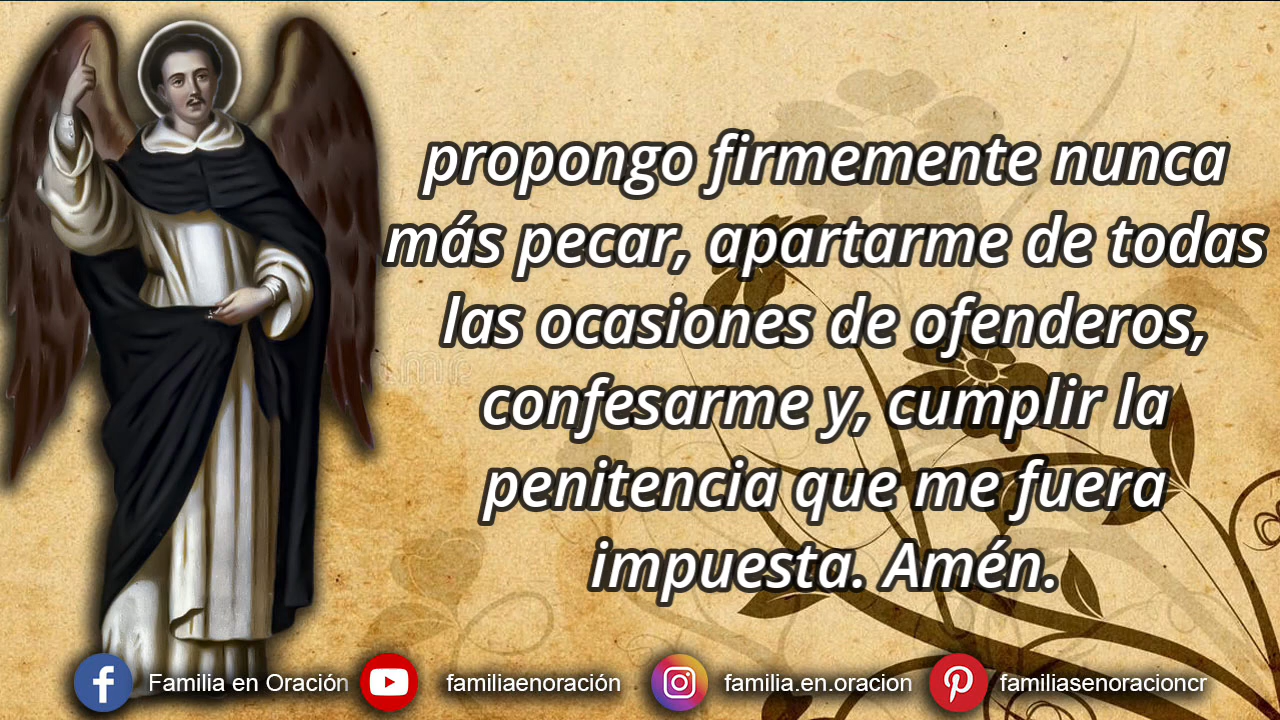 propongo firmemente nunca
más pecar, apartarme de todas
las ocasiones de ofenderos,
confesarme y, cumplir la
penitencia que me fuera
impuesta. Amén.
Familia en Oración
familiaenoración
familia.en.oracion
familiasenoracioncr